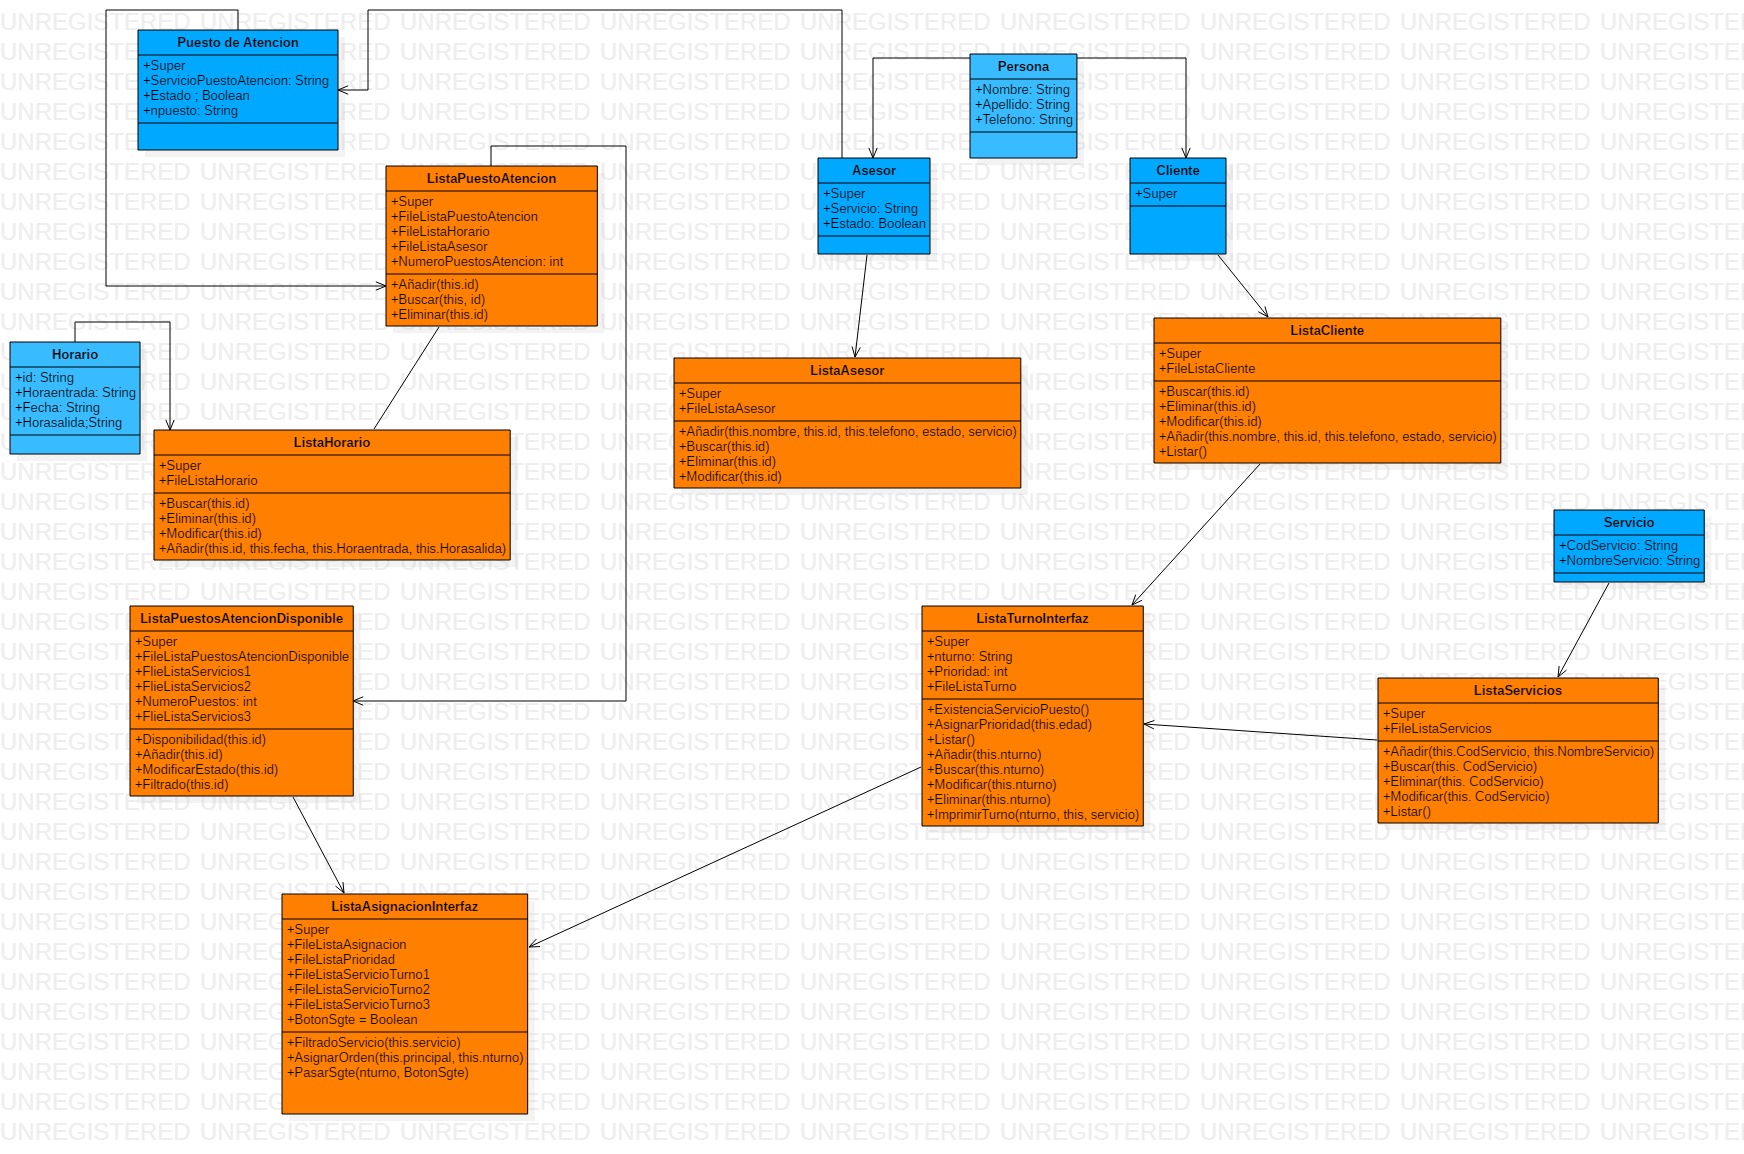 Puesto de Atencion
+Super
+ServicioPuestoAtencion: String
+Estado ; Boolean
+npuesto: String
Persona
+Nombre: String
+Apellido: String
+Telefono: String
ListaPuestoAtencion
+Super
+FileListaPuestoAtencion
+FileListaHorario
+FileListaAsesor
+NumeroPuestosAtencion: int
+Añadir(this.id)
+Buscar(this, id)
+Eliminar(this.id)
Asesor
+Super
+Servicio: String
+Estado: Boolean
Cliente
+Super
Horario
+id: String
+Horaentrada: String
+Fecha: String
+Horasalida;String
ListaHorario
+Super
+FileListaHorario
+Buscar(this.id)
+Eliminar(this.id)
+Modificar(this.id)
+Añadir(this.id, this.fecha, this.Horaentrada, this.Horasalida)
ListaAsesor
+Super
+FileListaAsesor
+Añadir(this.nombre, this.id, this.telefono, estado, servicio)
+Buscar(this.id)
+Eliminar(this.id)
+Modificar(this.id)
ListaCliente
+Super
+FileListaCliente
+Buscar(this.id)
+Eliminar(this.id)
+Modificar(this.id)
+Añadir(this.nombre, this.id, this.telefono, estado, servicio)
+Listar()
Servicio
+CodServicio: String
+NombreServicio: String
ListaPuestosAtencionDisponible
+Super
+FileListaPuestosAtencionDisponible
+FlieListaServicios1
+FlieListaServicios2
+NumeroPuestos: int
+FlieListaServicios3
+Disponibilidad(this.id)
+Añadir(this.id)
+ModificarEstado(this.id)
+Filtrado(this.id)
ListaTurnoInterfaz
+Super
+nturno: String
+Prioridad: int
+FileListaTurno
+ExistenciaServicioPuesto()
+AsignarPrioridad(this.edad)
+Listar()
+Añadir(this.nturno)
+Buscar(this.nturno)
+Modificar(this.nturno)
+Eliminar(this.nturno)
+ImprimirTurno(nturno, this, servicio)
ListaServicios
+Super
+FileListaServicios
+Añadir(this.CodServicio, this.NombreServicio)
+Buscar(this. CodServicio)
+Eliminar(this. CodServicio)
+Modificar(this. CodServicio)
+Listar()
ListaAsignacionInterfaz
+Super
+FileListaAsignacion
+FileListaPrioridad
+FileListaServicioTurno1
+FileListaServicioTurno2
+FileListaServicioTurno3
+BotonSgte = Boolean
+FiltradoServicio(this.servicio)
+AsignarOrden(this.principal, this.nturno)
+PasarSgte(nturno, BotonSgte)
UNREGISTERED